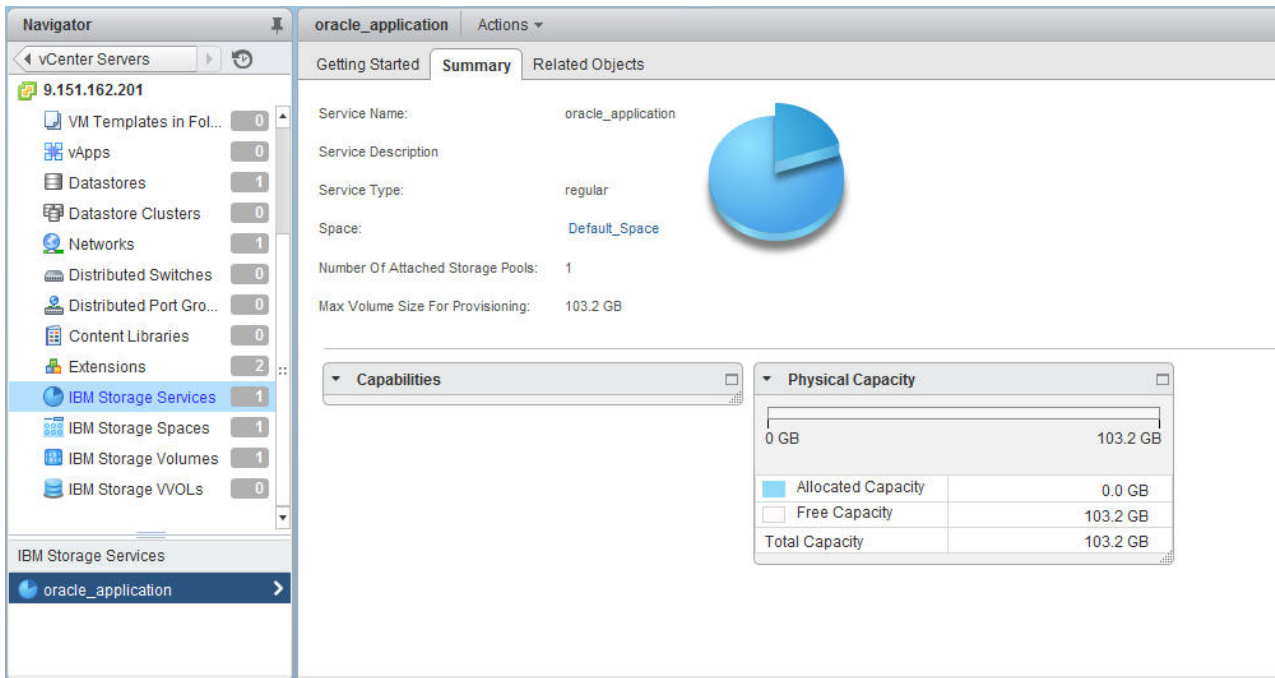 Navigator
vCenter Servers
9.151.162.201
VM Templates in Fol... 0
vApps 0
Datastores 1
Datastore Clusters 0
Networks 1
Distributed Switches 0
Distributed Port Gro... 0
Content Libraries 0
Extensions 2
IBM Storage Services 1
IBM Storage Spaces 1
IBM Storage Volumes 1
IBM Storage VVOLs 0
IBM Storage Services
oracle_application
oracle_application Actions
Getting Started Summary Related Objects
Service Name: oracle_application
Service Description
Service Type: regular
Space: Default_Space
Number Of Attached Storage Pools: 1
Max Volume Size For Provisioning: 103.2 GB
Capabilities
Physical Capacity
0 GB 103.2 GB
Allocated Capacity 0.0 GB
Free Capacity 103.2 GB
Total Capacity 103.2 GB